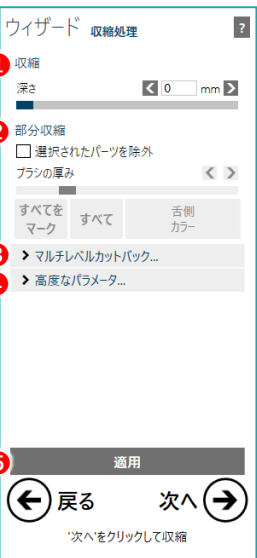 ウィザード 収縮処理 ?
収縮
深さ 0 mm
2 部分収縮
選択されたパーツを除外
ブラシの厚み
すべてを
マーク
すべて
舌側
カラー
マルチレベルカットバック...
高度なパラメータ...
適用
戻る 次へ
'次へ'をクリックして収縮